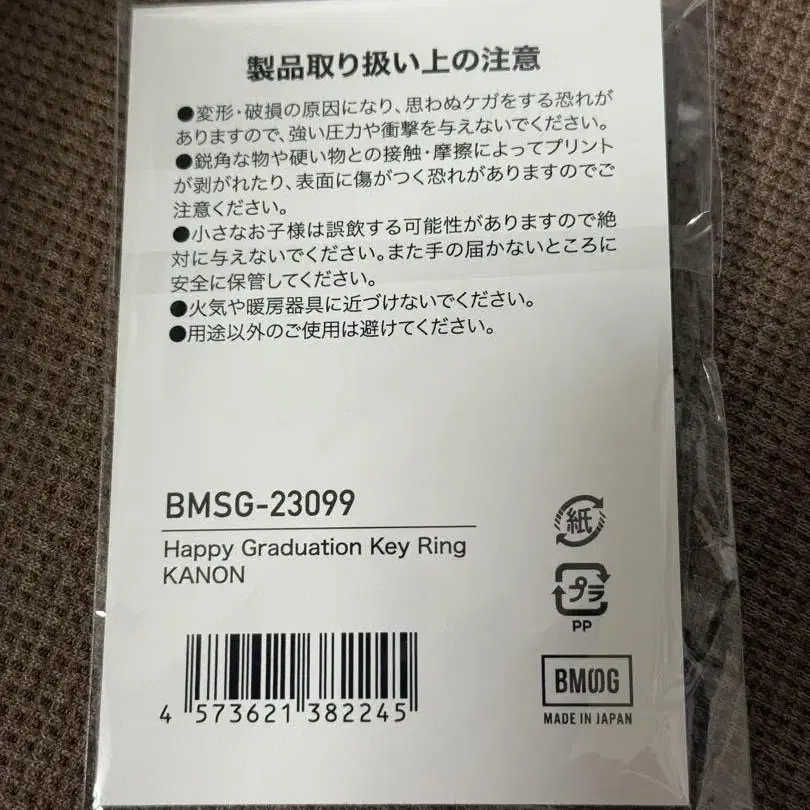 製品取り扱い上の注意
●変形・破損の原因になり、思わぬケガをする恐れが
ありますので、強い圧力や衝撃を与えないでください。
●鋭角な物や硬い物との接触・摩擦によってプリント
が剥がれたり、表面に傷がつく恐れがありますのでご
注意ください。
●小さなお子様は誤飲する可能性がありますので絶
対に与えないでください。また手の届かないところに
安全に保管してください。
●火気や暖房器具に近づけないでください。
●用途以外のご使用は避けてください。
BMSG-23099
Happy Graduation Key Ring
KANON
紙
プラ
PP
4 573621 382245
BMSG
MADE IN JAPAN